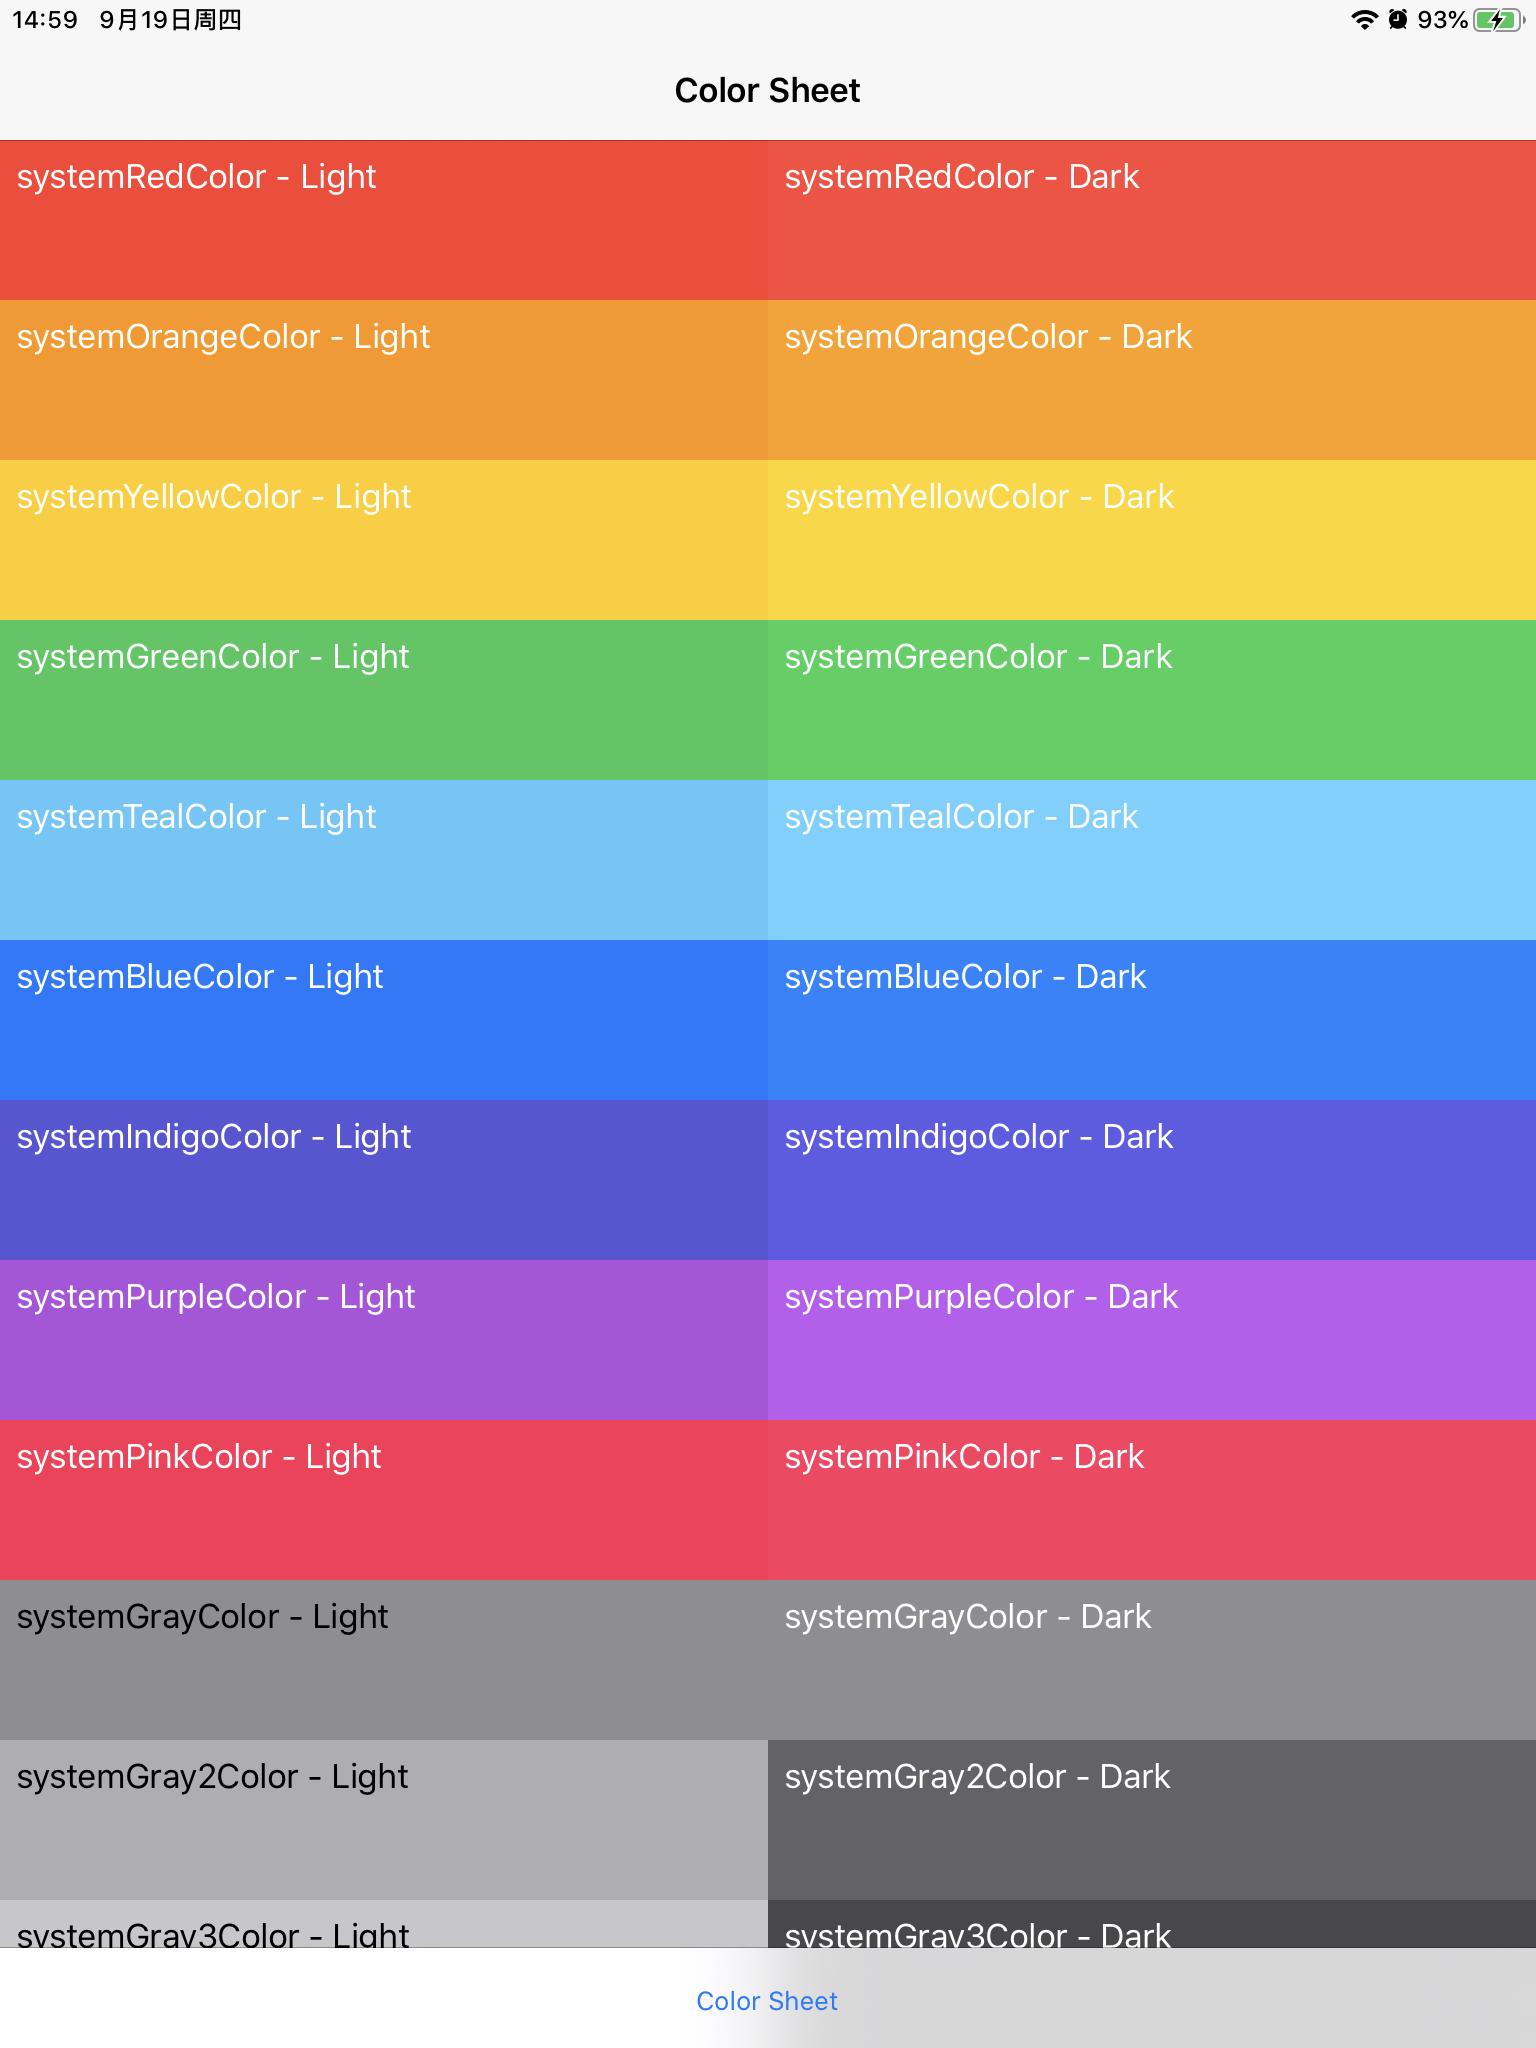 14:59 9月19日周四 93%
Color Sheet
systemRedColor - Light systemRedColor - Dark
systemOrangeColor - Light systemOrangeColor - Dark
systemYellowColor - Light systemYellowColor - Dark
systemGreenColor - Light systemGreenColor - Dark
systemTealColor - Light systemTealColor - Dark
systemBlueColor - Light systemBlueColor - Dark
systemIndigoColor - Light systemIndigoColor - Dark
systemPurpleColor - Light systemPurpleColor - Dark
systemPinkColor - Light systemPinkColor - Dark
systemGrayColor - Light systemGrayColor - Dark
systemGray2Color - Light systemGray2Color - Dark
systemGray3Color - Light systemGray3Color - Dark
Color Sheet